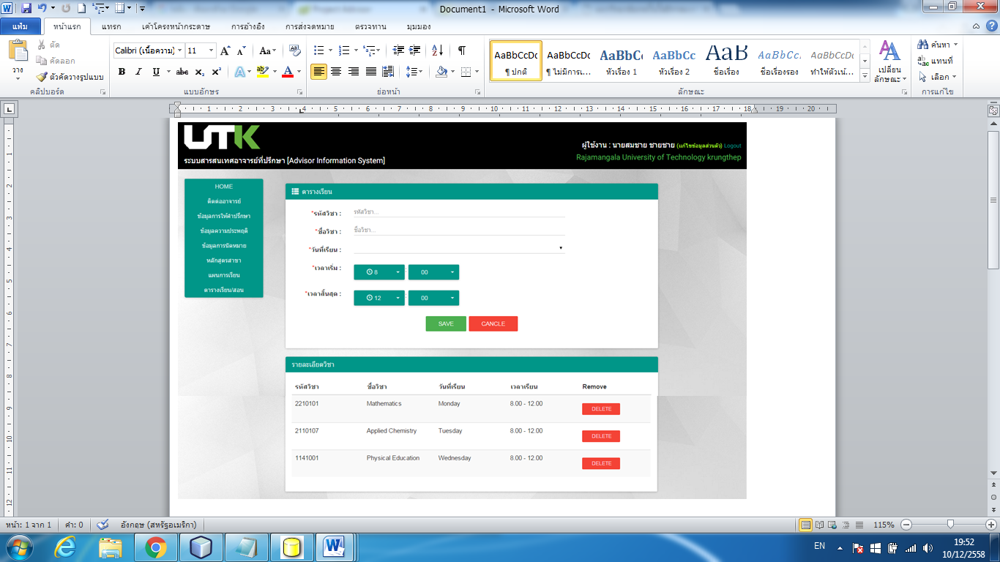 Document1 - Microsoft Word
แฟ้ม หน้าแรก แทรก เค้าโครงหน้ากระดาษ การอ้างอิง การส่งจดหมาย ตรวจทาน มุมมอง
วาง
ตัด
คัดลอก
ตัวคัดวางรูปแบบ
คลิปบอร์ด
Calibri (เนื้อความ) 11
แบบอักษร
ย่อหน้า
AaBbCcDc AaBbCcDc AaBbC AaBbCc AaB AaBbCcL AaBbCcDc
¶ ปกติ ¶ ไม่มีการเ... หัวเรื่อง 1 หัวเรื่อง 2 ชื่อเรื่อง ชื่อเรื่องรอง ทำให้ตัวเน้...
ลักษณะ
เปลี่ยน
ลักษณะ
ค้นหา
แทนที่
เลือก
การแก้ไข
1 2 3 4 5 6 7 8 9 10 11 12 13 14 15 16 17 18 19 20
UTK
ระบบสารสนเทศอาจารย์ที่ปรึกษา [Advisor Information System]
ผู้ใช้งาน : นายสมชาย ชายชาย (แก้ไขข้อมูลส่วนตัว) Logout
Rajamangala University of Technology krungthep
HOME
ติดต่ออาจารย์
ข้อมูลการให้คำปรึกษา
ข้อมูลความประพฤติ
ข้อมูลการนัดหมาย
หลักสูตรสาขา
แผนการเรียน
ตารางเรียน/สอน
ตารางเรียน
*รหัสวิชา : รหัสวิชา...
*ชื่อวิชา : ชื่อวิชา...
*วันที่เรียน :
*เวลาเริ่ม : 8 : 00
*เวลาสิ้นสุด : 12 : 00
SAVE CANCLE
รายละเอียดวิชา
รหัสวิชา ชื่อวิชา วันที่เรียน เวลาเรียน Remove
2210101 Mathematics Monday 8.00 - 12.00 DELETE
2110107 Applied Chemistry Tuesday 8.00 - 12.00 DELETE
1141001 Physical Education Wednesday 8.00 - 12.00 DELETE
หน้า: 1 จาก 1 คำ: 0 อังกฤษ (สหรัฐอเมริกา) 115%
EN 19:52
10/12/2558